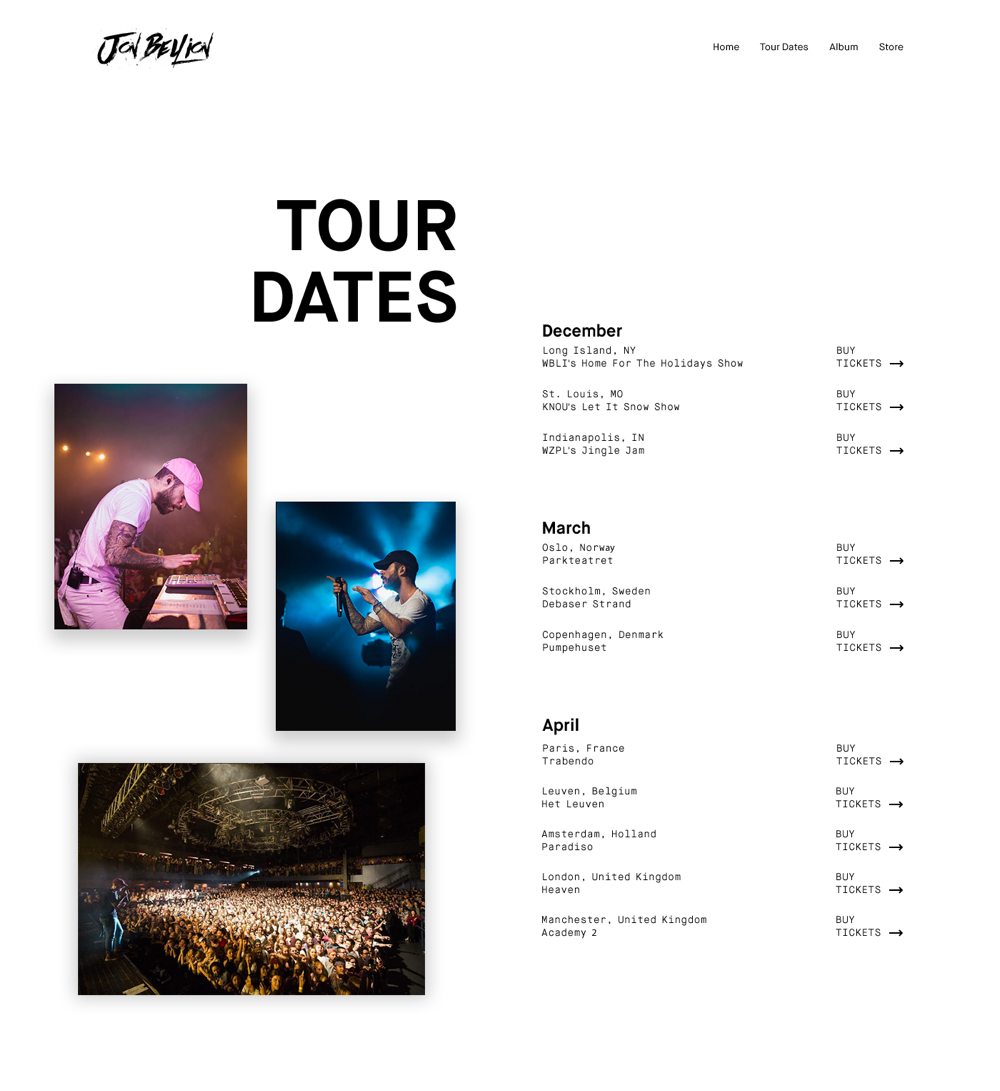 Jon Bellion
Home Tour Dates Album Store
TOUR
DATES
December
Long Island, NY BUY
WBLI's Home For The Holidays Show TICKETS →
St. Louis, MO BUY
KNOU's Let It Snow Show TICKETS →
Indianapolis, IN BUY
WZPL's Jingle Jam TICKETS →
March
Oslo, Norway BUY
Parkteatret TICKETS →
Stockholm, Sweden BUY
Debaser Strand TICKETS →
Copenhagen, Denmark BUY
Pumpehuset TICKETS →
April
Paris, France BUY
Trabendo TICKETS →
Leuven, Belgium BUY
Het Leuven TICKETS →
Amsterdam, Holland BUY
Paradiso TICKETS →
London, United Kingdom BUY
Heaven TICKETS →
Manchester, United Kingdom BUY
Academy 2 TICKETS →